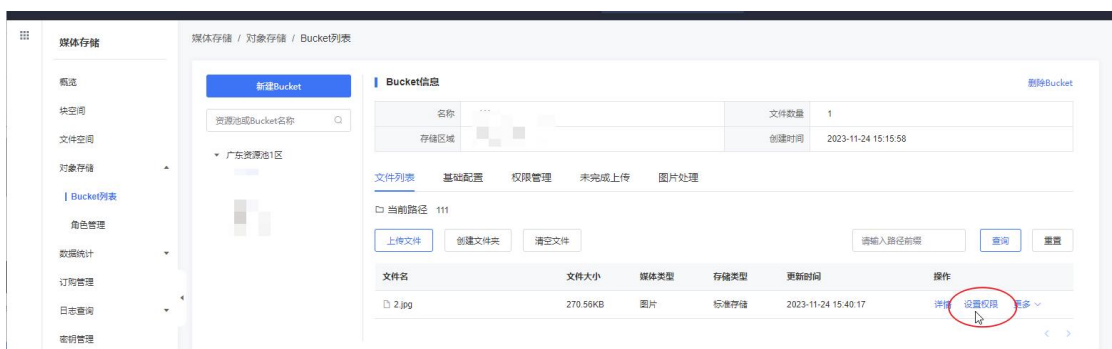 媒体存储
概览
块空间
文件空间
对象存储
Bucket列表
角色管理
数据统计
订购管理
日志查询
密钥管理
媒体存储 / 对象存储 / Bucket列表
新建Bucket
资源池或Bucket名称
广东资源池1区
Bucket信息 删除Bucket
名称 文件数量 1
存储区域 创建时间 2023-11-24 15:15:58
文件列表 基础配置 权限管理 未完成上传 图片处理
当前路径 111
上传文件 创建文件夹 清空文件 请输入路径前缀 查询 重置
文件名 文件大小 媒体类型 存储类型 更新时间 操作
2.jpg 270.56KB 图片 标准存储 2023-11-24 15:40:17 详情 设置权限 更多